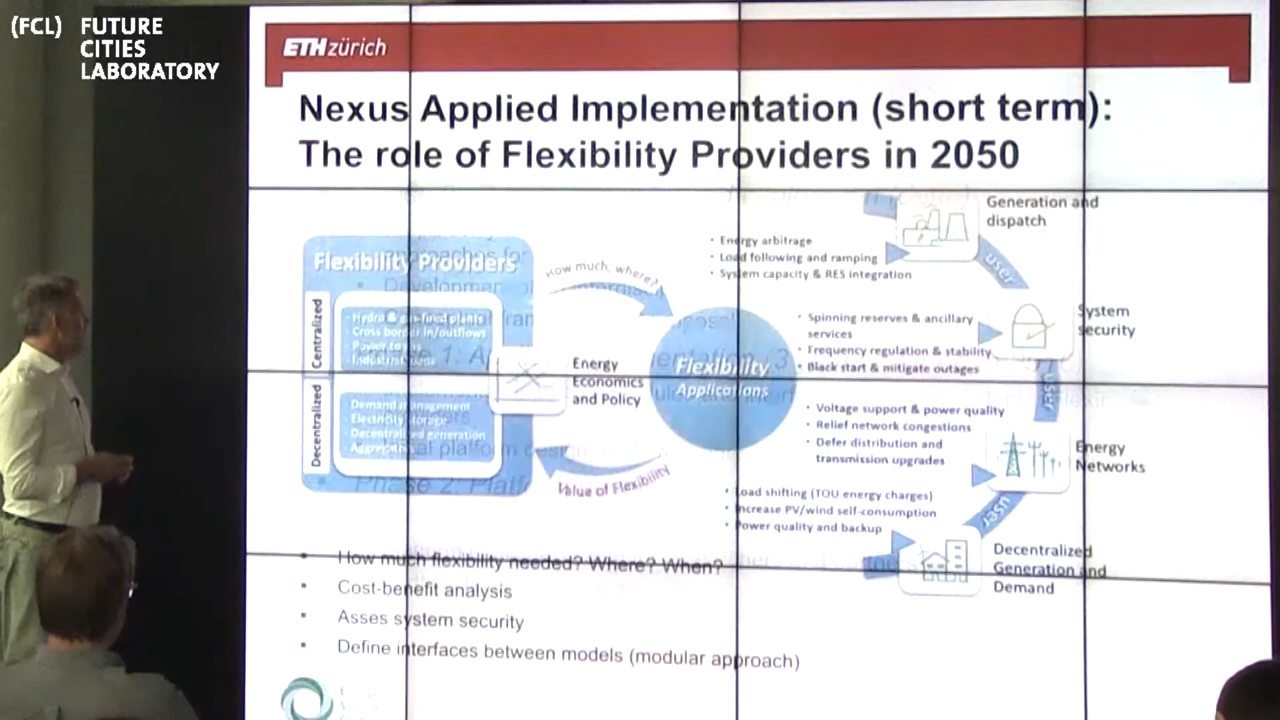 (FCL) FUTURE
CITIES
LABORATORY
ETH zürich
Nexus Applied Implementation (short term):
The role of Flexibility Providers in 2050
Flexibility Providers
Centralized
Hydro & gas-fired plants
Cross border in/outflows
Decentralized
Demand management
Electricity storage
Decentralized generation
Energy
Economics
and Policy
How much, where?
Value of Flexibility
Flexibility
Applications
· Energy arbitrage
· Load following and ramping
· System capacity & RES integration
Generation and
dispatch
user
· Spinning reserves & ancillary
services
· Frequency regulation & stability
· Black start & mitigate outages
System
security
user
· Voltage support & power quality
· Relief network congestions
· Defer distribution and
transmission upgrades
Energy
Networks
user
· Load shifting (TOU energy charges)
· Increase PV/wind self-consumption
· Power quality and backup
Decentralized
Generation and
Demand
▪ How much flexibility needed? Where? When?
▪ Cost-benefit analysis
▪ Asses system security
▪ Define interfaces between models (modular approach)